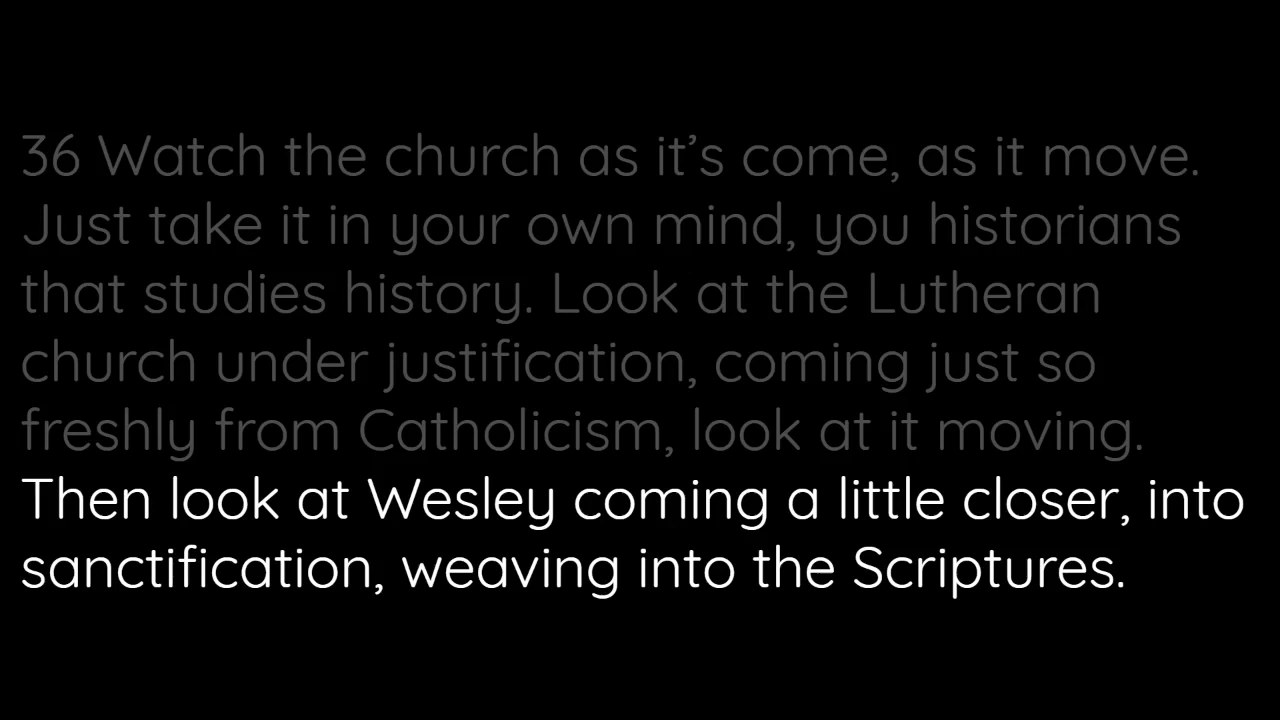 36 Watch the church as it’s come, as it move.
Just take it in your own mind, you historians
that studies history. Look at the Lutheran
church under justification, coming just so
freshly from Catholicism, look at it moving.
Then look at Wesley coming a little closer, into
sanctification, weaving into the Scriptures.